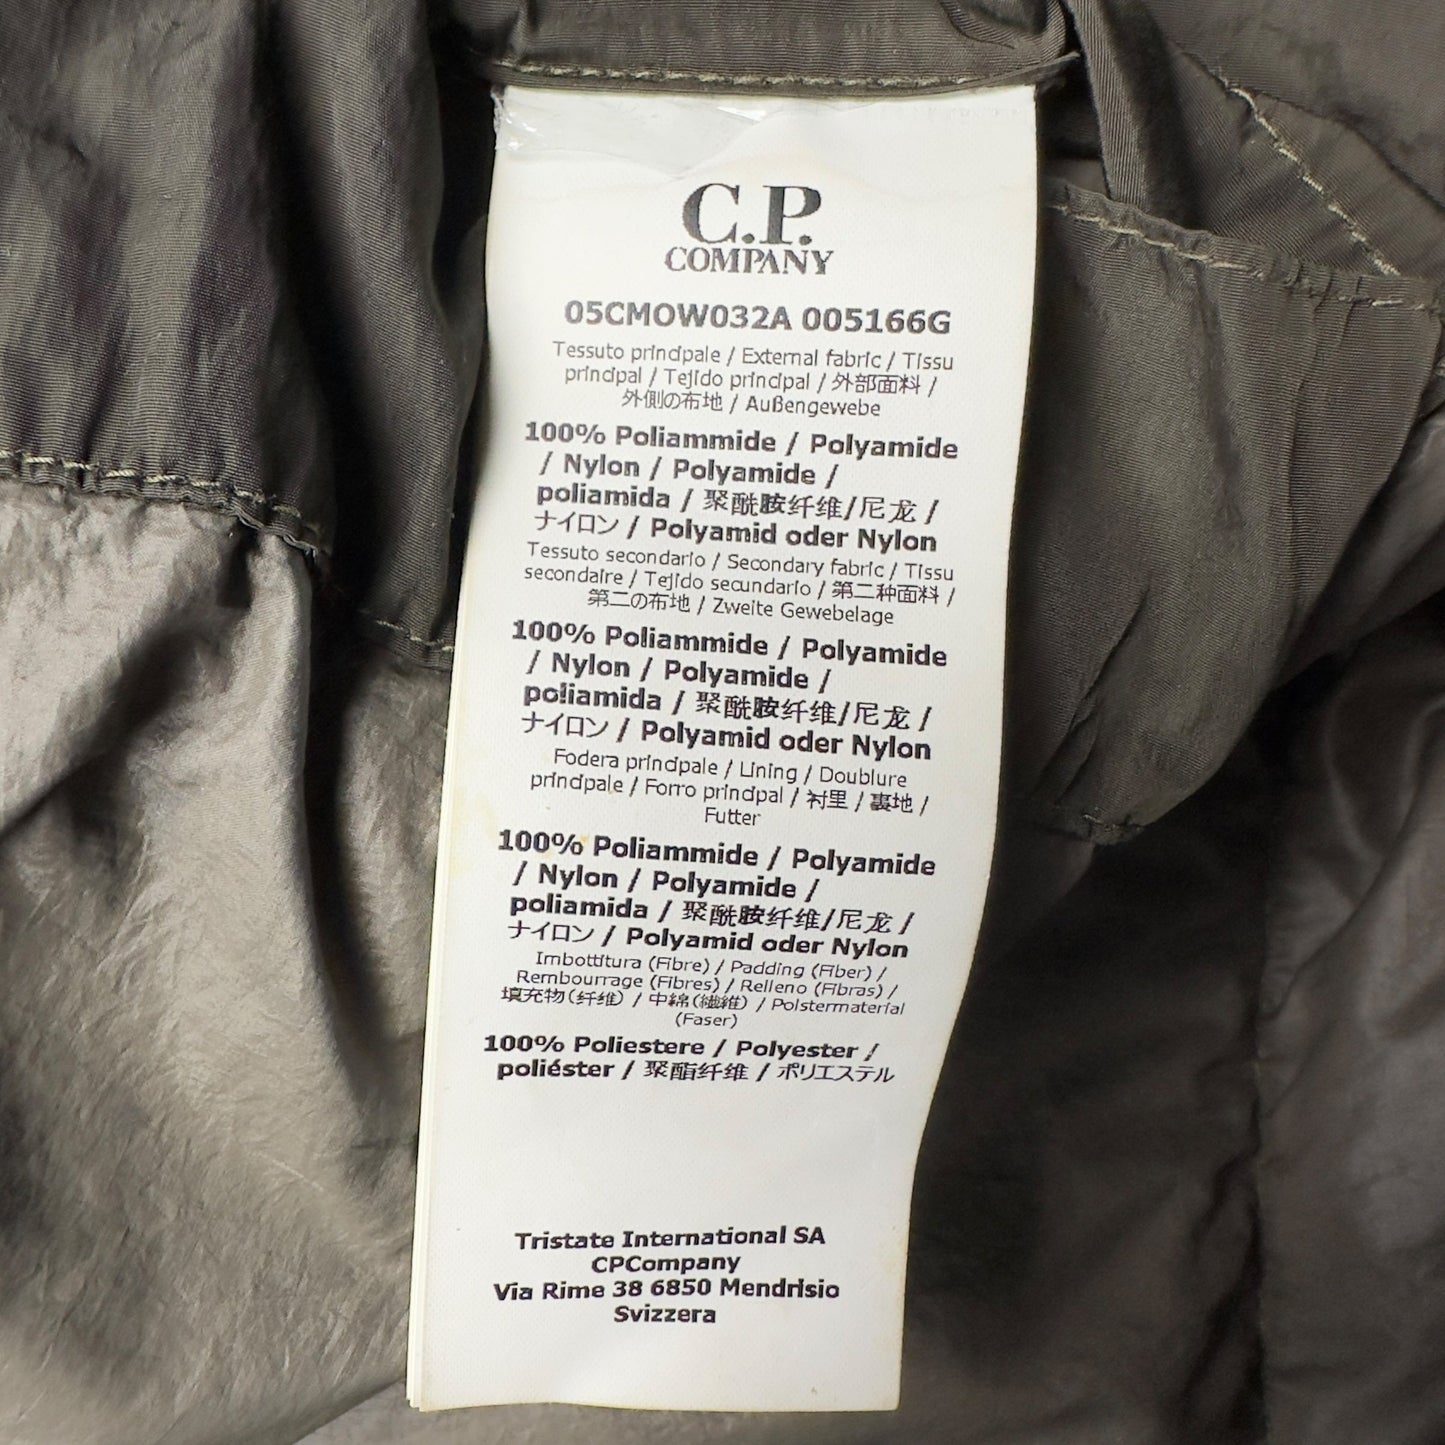 C.P.
COMPANY
05CMOW032A 005166G
Tessuto principale / External fabric / Tissu
principal / Tejido principal / 外部面料 /
外側の布地 / Außengewebe
100% Poliammide / Polyamide
/ Nylon / Polyamide /
poliamida / 聚酰胺纤维/尼龙 /
ナイロン / Polyamid oder Nylon
Tessuto secondario / Secondary fabric / Tissu
secondaire / Tejido secundario / 第二种面料 /
第二の布地 / Zweite Gewebelage
100% Poliammide / Polyamide
/ Nylon / Polyamide /
poliamida / 聚酰胺纤维/尼龙 /
ナイロン / Polyamid oder Nylon
Fodera principale / Lining / Doublure
principale / Forro principal / 衬里 / 裏地 /
Futter
100% Poliammide / Polyamide
/ Nylon / Polyamide /
poliamida / 聚酰胺纤维/尼龙 /
ナイロン / Polyamid oder Nylon
Imbottitura (Fibre) / Padding (Fiber) /
Rembourrage (Fibres) / Relleno (Fibras) /
填充物(纤维) / 中綿(繊維) / Polstermaterial
(Faser)
100% Poliestere / Polyester /
poliéster / 聚酯纤维 / ポリエステル
Tristate International SA
CPCompany
Via Rime 38 6850 Mendrisio
Svizzera